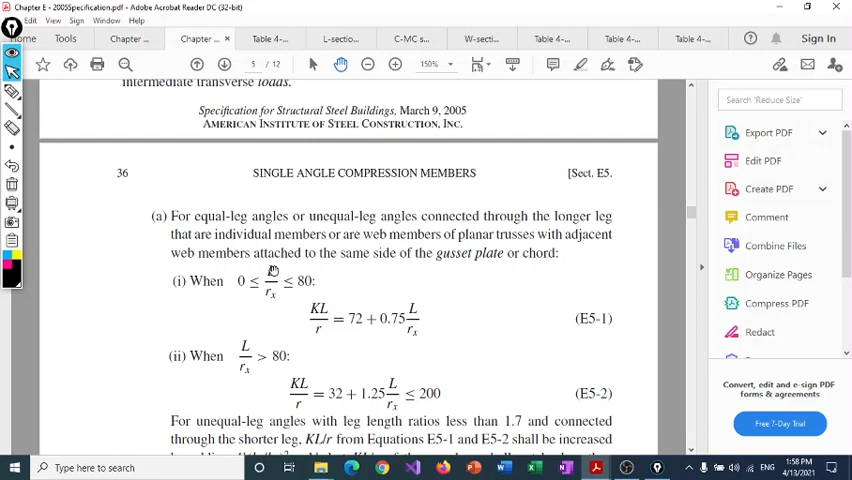 Chapter E - 2005Specification.pdf - Adobe Acrobat Reader DC (32-bit)
Edit View Sign Window Help
Home Tools Chapter ... Chapter ... × Table 4-... L-sectio... C-MC s... W-sectio... Table 4-... Table 4-... Table 4-... Sign In
5 / 12 150%
intermediate transverse loads.
Specification for Structural Steel Buildings, March 9, 2005
AMERICAN INSTITUTE OF STEEL CONSTRUCTION, INC.
36 SINGLE ANGLE COMPRESSION MEMBERS [Sect. E5.
(a) For equal-leg angles or unequal-leg angles connected through the longer leg
that are individual members or are web members of planar trusses with adjacent
web members attached to the same side of the gusset plate or chord:
(i) When 0 ≤ L/rx ≤ 80:
KL/r = 72 + 0.75 L/rx (E5-1)
(ii) When L/rx > 80:
KL/r = 32 + 1.25 L/rx ≤ 200 (E5-2)
For unequal-leg angles with leg length ratios less than 1.7 and connected
through the shorter leg, KL/r from Equations E5-1 and E5-2 shall be increased
Search 'Reduce Size'
Export PDF
Edit PDF
Create PDF
Comment
Combine Files
Organize Pages
Compress PDF
Redact
Convert, edit and e-sign PDF
forms & agreements
Free 7-Day Trial
Type here to search
ENG
1:58 PM
4/13/2021